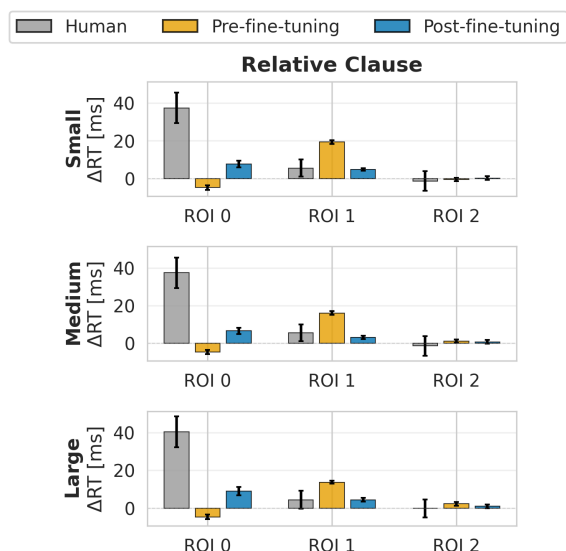 Human Pre-fine-tuning Post-fine-tuning
Relative Clause
Small
ΔRT [ms]
40
20
0
ROI 0 ROI 1 ROI 2
Medium
ΔRT [ms]
40
20
0
ROI 0 ROI 1 ROI 2
Large
ΔRT [ms]
40
20
0
ROI 0 ROI 1 ROI 2